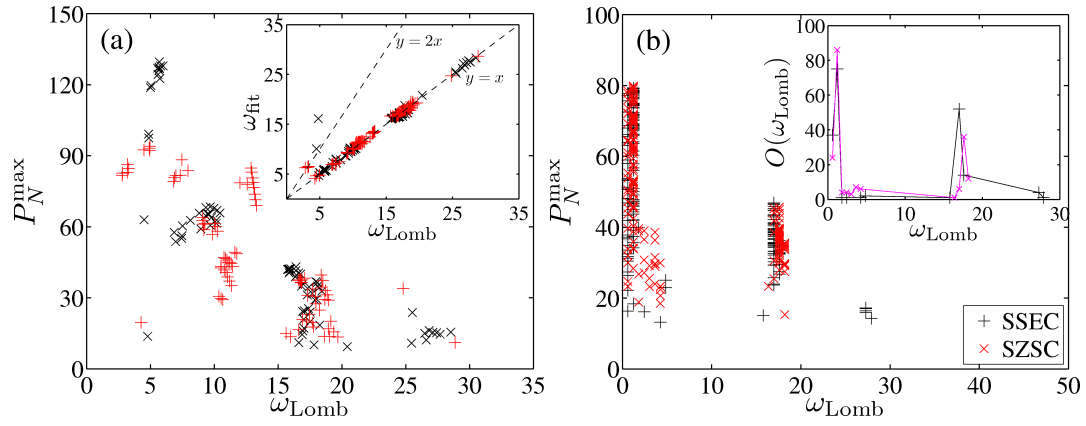 (a)
150
120
90
60
30
0
P_N^max
0 5 10 15 20 25 30 35
ω_Lomb
35
25
15
5
ω_fit
5 15 25 35
ω_Lomb
y = 2x
y = x
(b)
100
80
60
40
20
0
P_N^max
0 10 20 30 40 50
ω_Lomb
100
80
60
40
20
0
O(ω_Lomb)
0 10 20 30
ω_Lomb
SSEC
SZSC